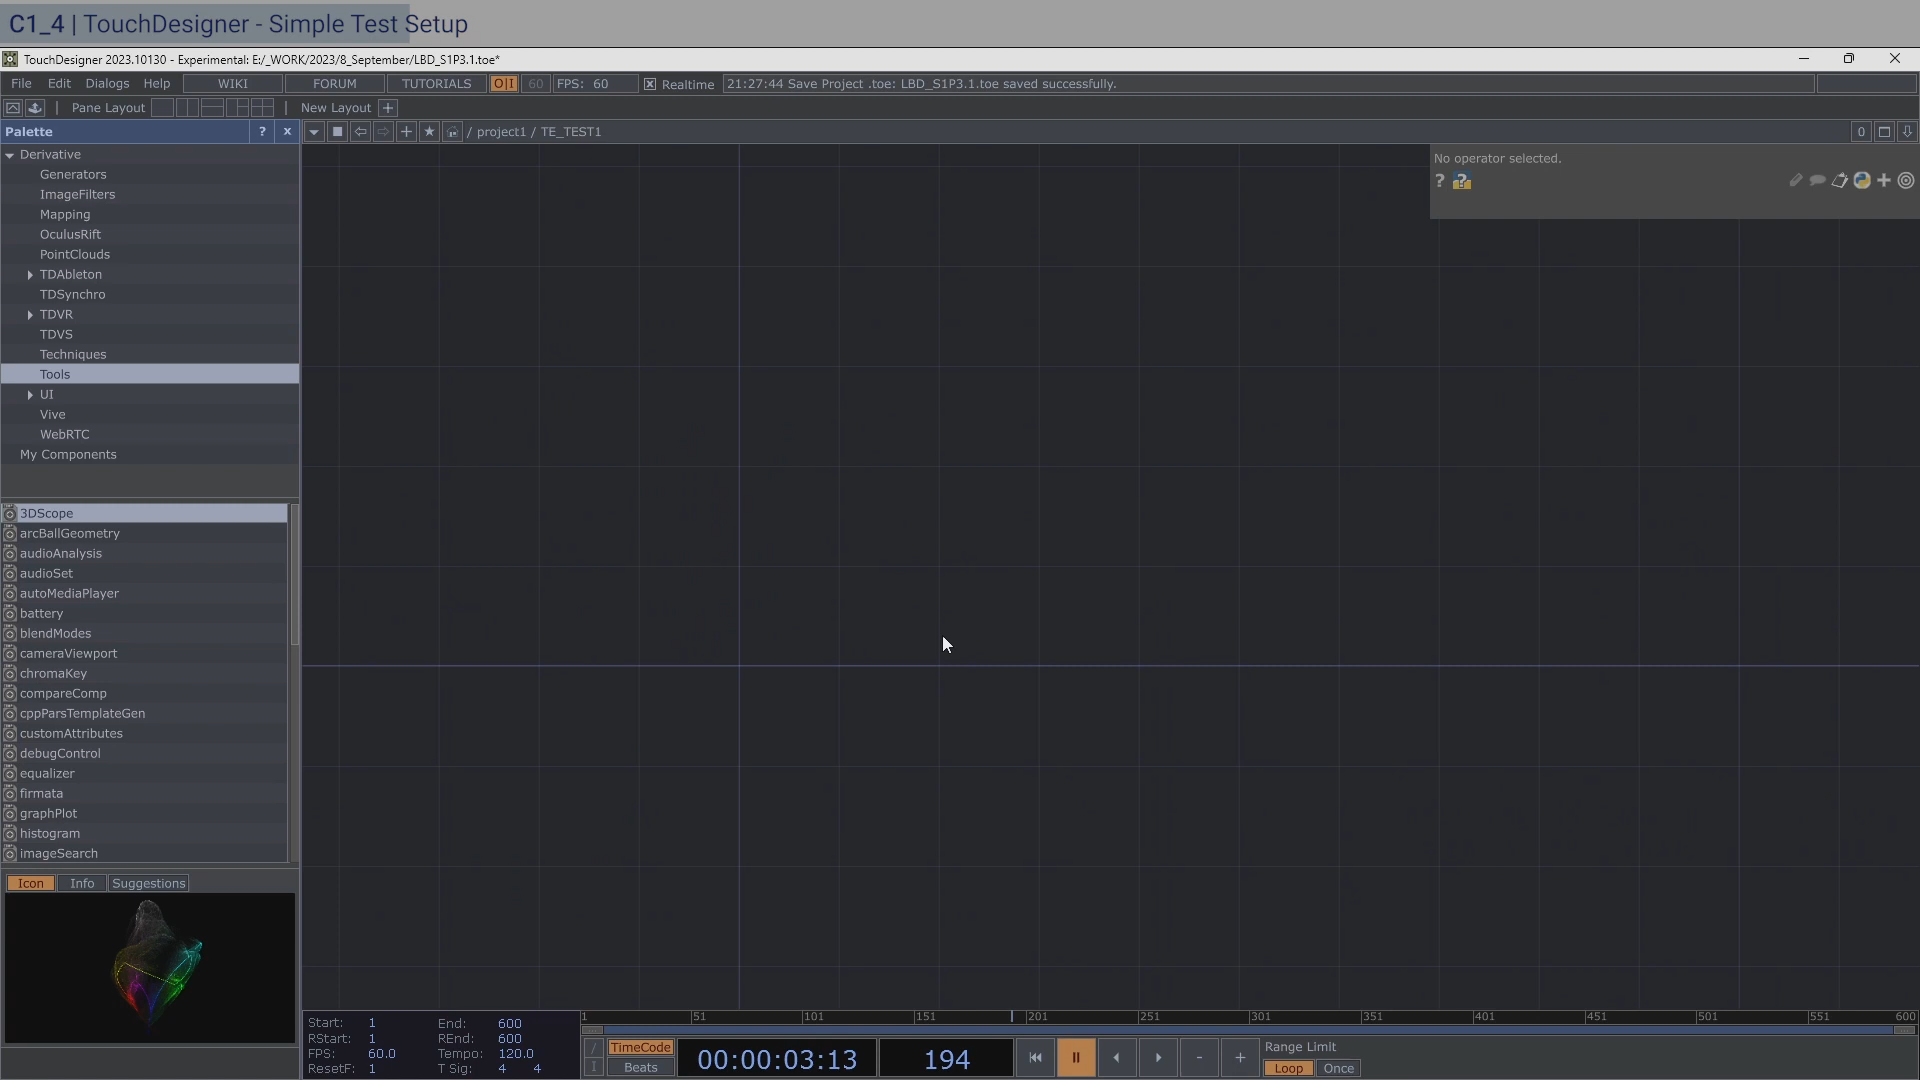 C1_4 | TouchDesigner - Simple Test Setup
TouchDesigner 2023.10130 - Experimental: E:/_WORK/2023/8_September/LBD_S1P3.1.toe*
File Edit Dialogs Help WIKI FORUM TUTORIALS O|I 60 FPS: 60 Realtime 21:27:44 Save Project .toe: LBD_S1P3.1.toe saved successfully.
Pane Layout New Layout +
Palette ? x / project1 / TE_TEST1 0
Derivative
Generators
ImageFilters
Mapping
OculusRift
PointClouds
TDAbleton
TDSynchro
TDVR
TDVS
Techniques
Tools
UI
Vive
WebRTC
My Components
No operator selected.
? ?
3DScope
arcBallGeometry
audioAnalysis
audioSet
autoMediaPlayer
battery
blendModes
cameraViewport
chromaKey
compareComp
cppParsTemplateGen
customAttributes
debugControl
equalizer
firmata
graphPlot
histogram
imageSearch
Icon Info Suggestions
Start: 1 End: 600
RStart: 1 REnd: 600
FPS: 60.0 Tempo: 120.0
ResetF: 1 T Sig: 4 4
1 51 101 151 201 251 301 351 401 451 501 551 600
/ TimeCode 00:00:03:13 194 - + Range Limit
I Beats Loop Once